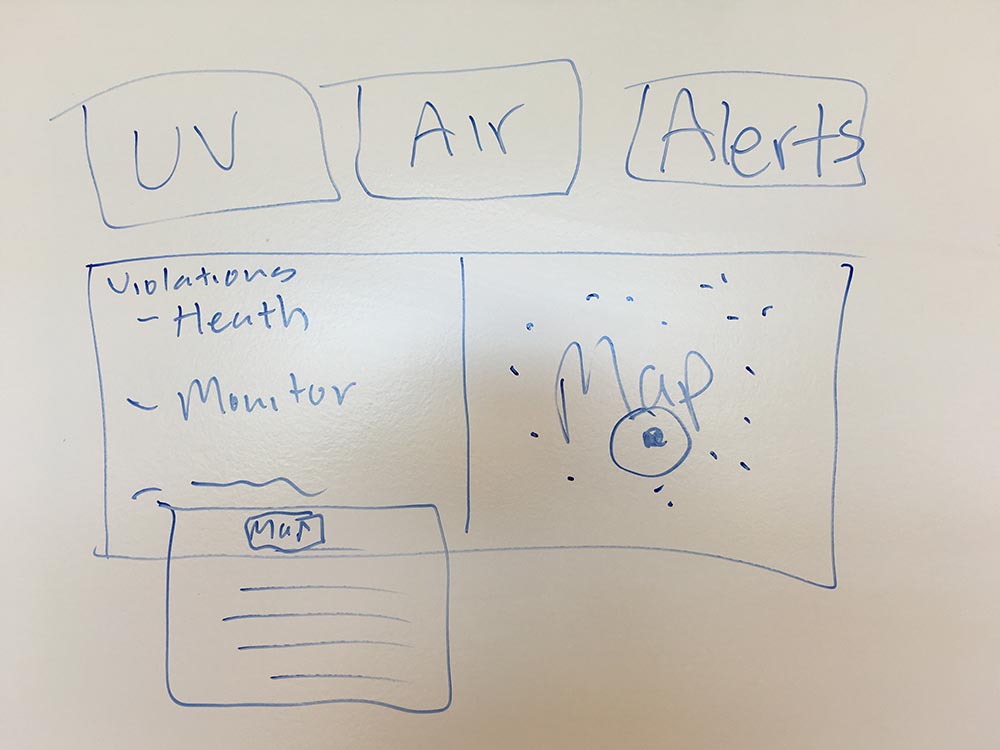 UV
Air
Alerts
Violations
- Heath
- Monitor
Map
Map